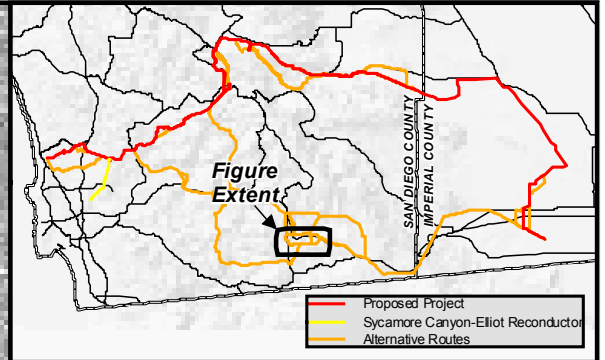 SAN DIEGO COUNTY
IMPERIAL COUNTY
Figure
Extent
Proposed Project
Sycamore Canyon-Elliot Reconductor
Alternative Routes